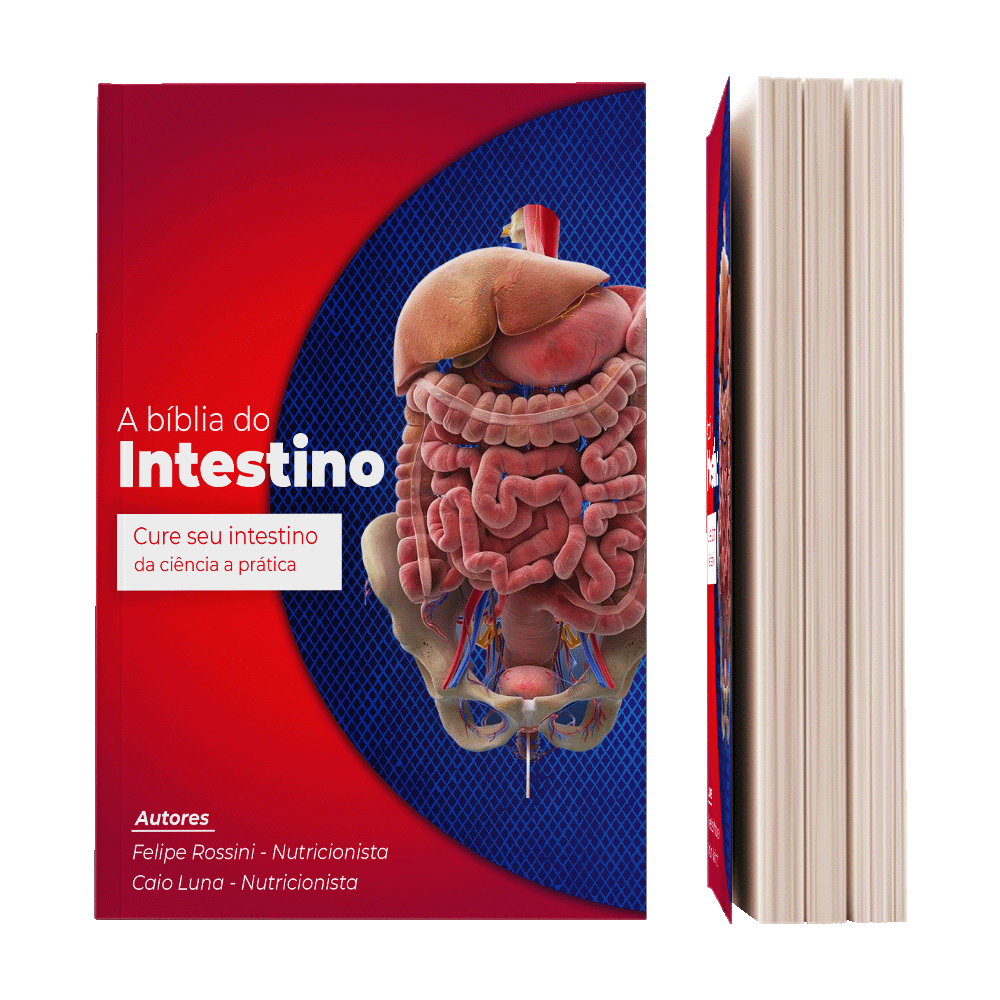 A bíblia do
Intestino
Cure seu intestino
da ciência a prática
Autores
Felipe Rossini - Nutricionista
Caio Luna - Nutricionista